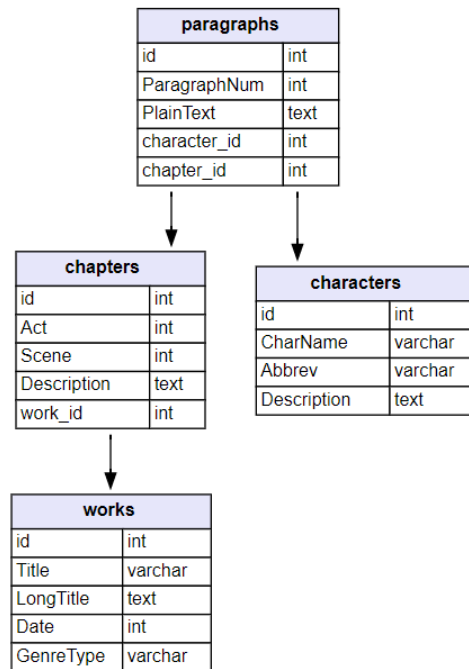 paragraphs
id int
ParagraphNum int
PlainText text
character_id int
chapter_id int
chapters
id int
Act int
Scene int
Description text
work_id int
characters
id int
CharName varchar
Abbrev varchar
Description text
works
id int
Title varchar
LongTitle text
Date int
GenreType varchar